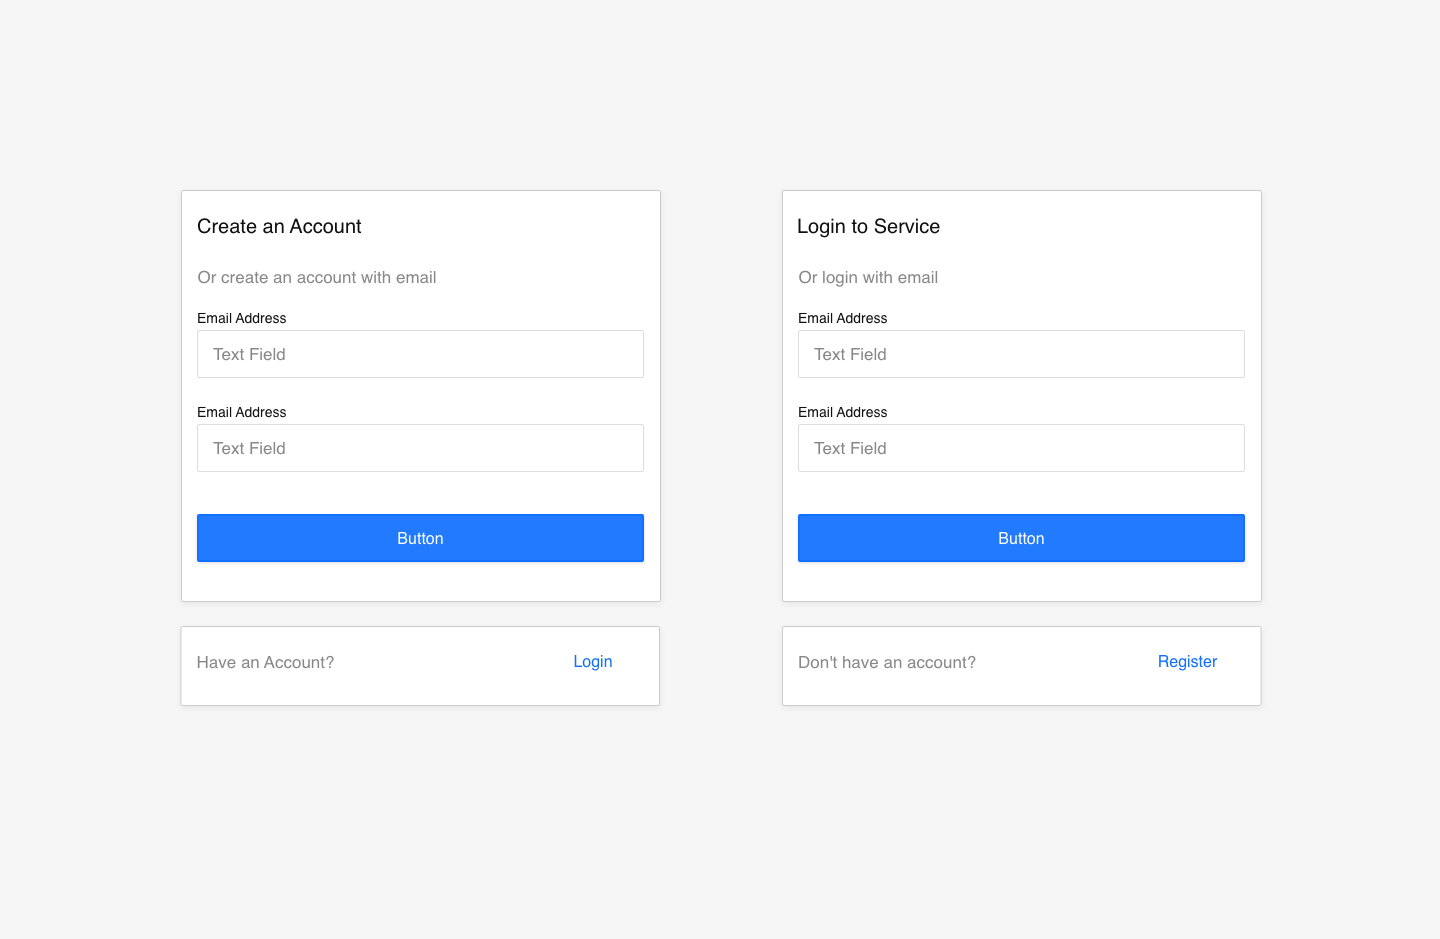 Create an Account
Or create an account with email
Email Address
Text Field
Email Address
Text Field
Button
Have an Account?
Login
Login to Service
Or login with email
Email Address
Text Field
Email Address
Text Field
Button
Don't have an account?
Register